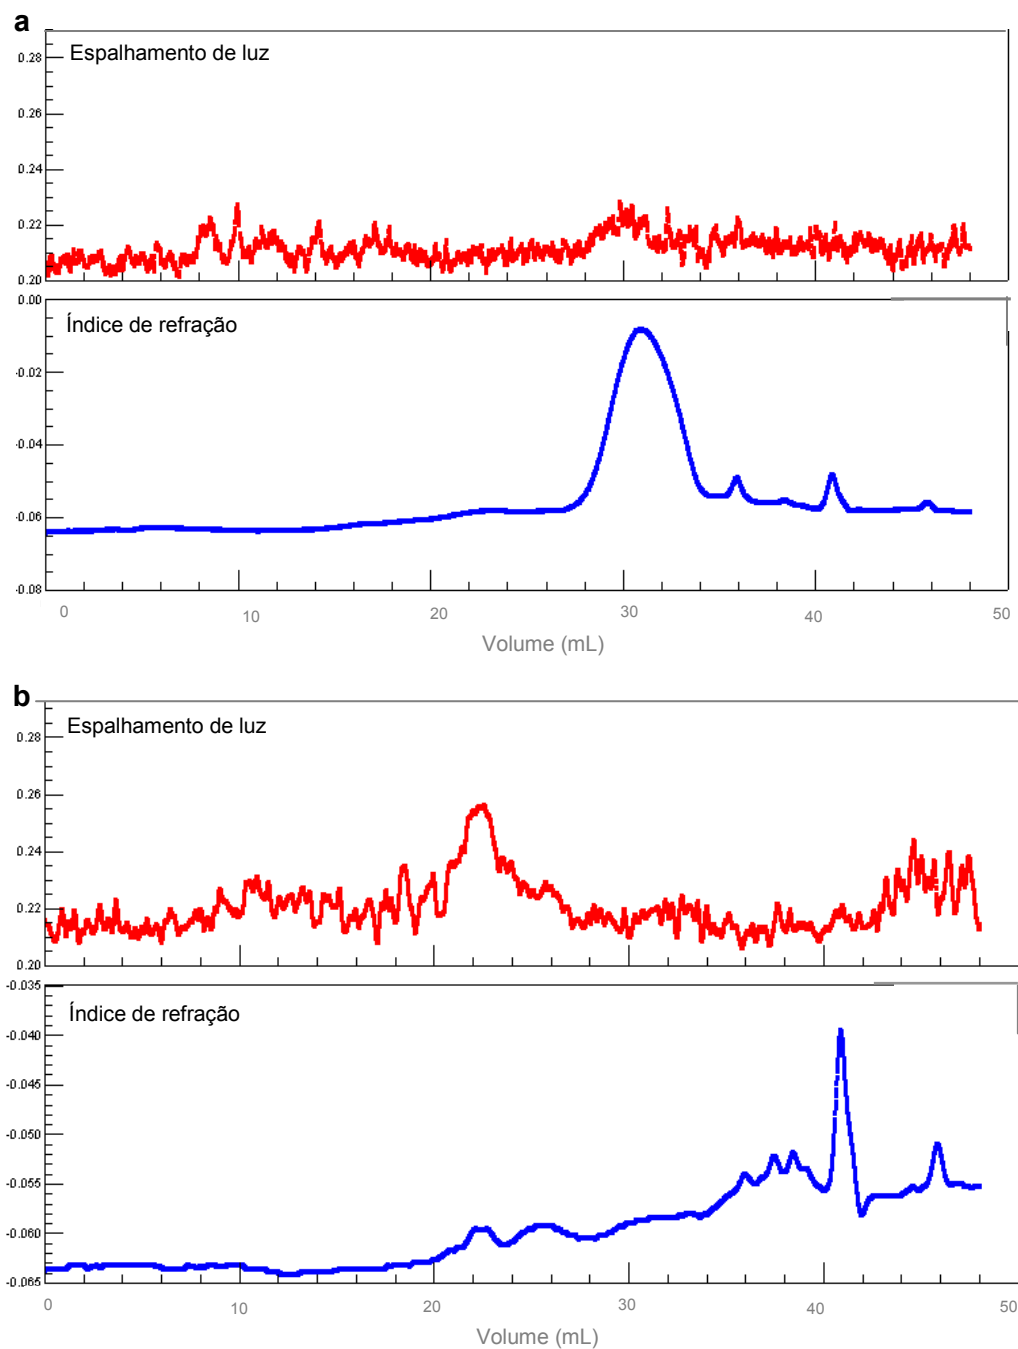 a
Espalhamento de luz
0.28
0.26
0.24
0.22
0.20
0.00
Índice de refração
-0.02
-0.04
-0.06
-0.08
0 10 20 30 40 50
Volume (mL)
b
Espalhamento de luz
0.28
0.26
0.24
0.22
0.20
-0.035
Índice de refração
-0.040
-0.045
-0.050
-0.055
-0.060
-0.065
0 10 20 30 40 50
Volume (mL)